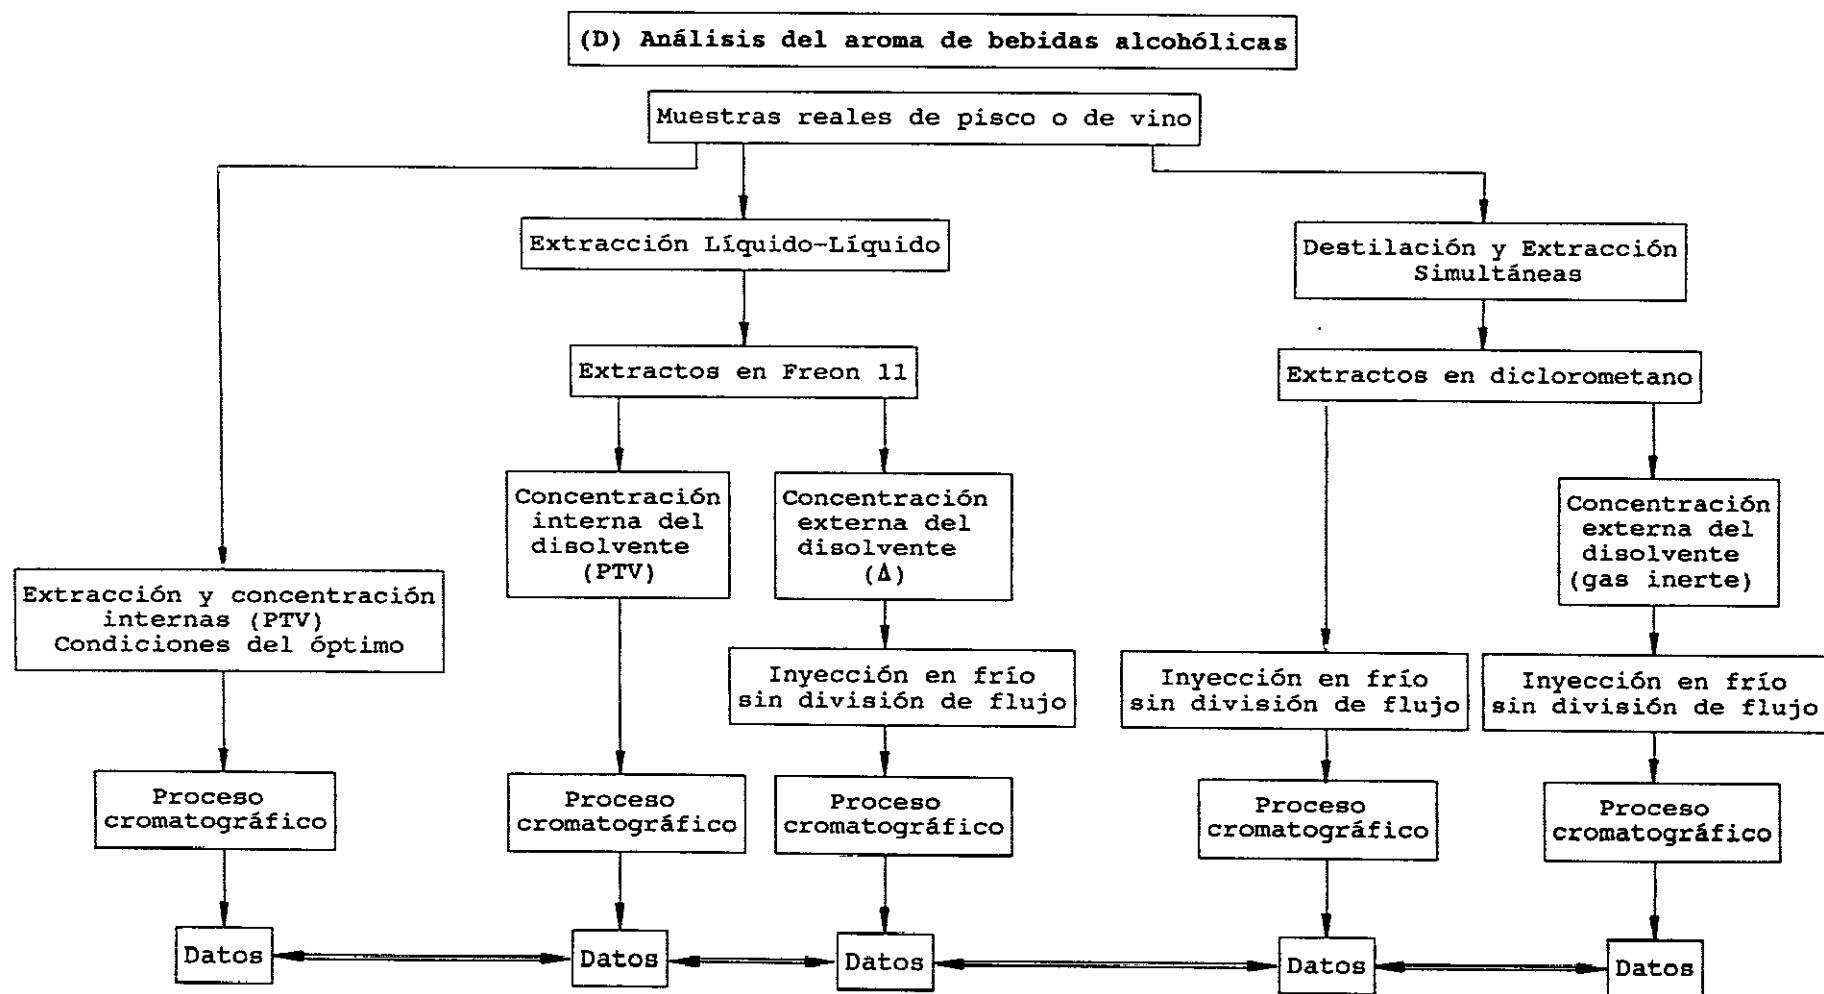 (D) Análisis del aroma de bebidas alcohólicas
Muestras reales de pisco o de vino
Extracción Líquido-Líquido
Destilación y Extracción
Simultáneas
Extractos en Freon 11
Extractos en diclorometano
Concentración
interna del
disolvente
(PTV)
Concentración
externa del
disolvente
(Δ)
Concentración
externa del
disolvente
(gas inerte)
Extracción y concentración
internas (PTV)
Condiciones del óptimo
Inyección en frío
sin división de flujo
Inyección en frío
sin división de flujo
Inyección en frío
sin división de flujo
Proceso
cromatográfico
Proceso
cromatográfico
Proceso
cromatográfico
Proceso
cromatográfico
Proceso
cromatográfico
Datos
Datos
Datos
Datos
Datos